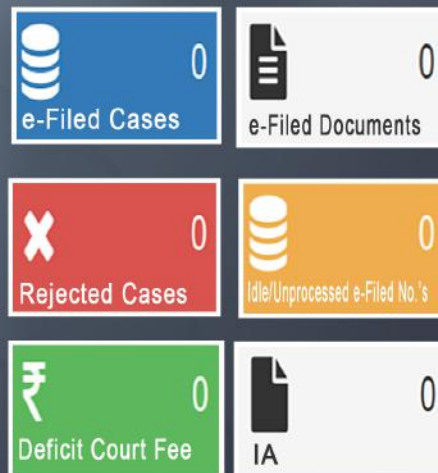 0
e-Filed Cases
0
e-Filed Documents
0
Rejected Cases
0
Idle/Unprocessed e-Filed No.'s
₹ 0
Deficit Court Fee
0
IA